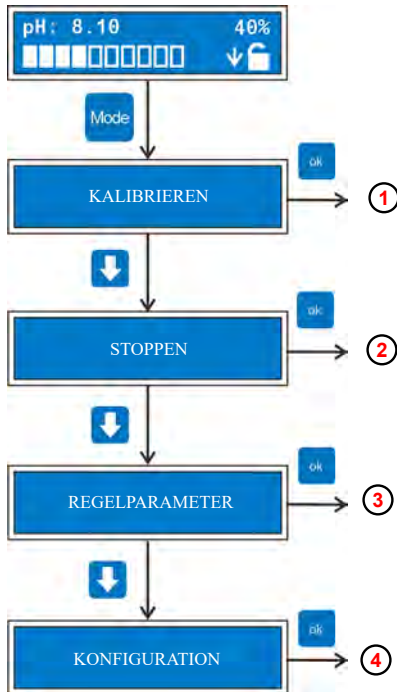 pH: 8.10 40%
Mode
ok
KALIBRIEREN
1
ok
STOPPEN
2
ok
REGELPARAMETER
3
ok
KONFIGURATION
4